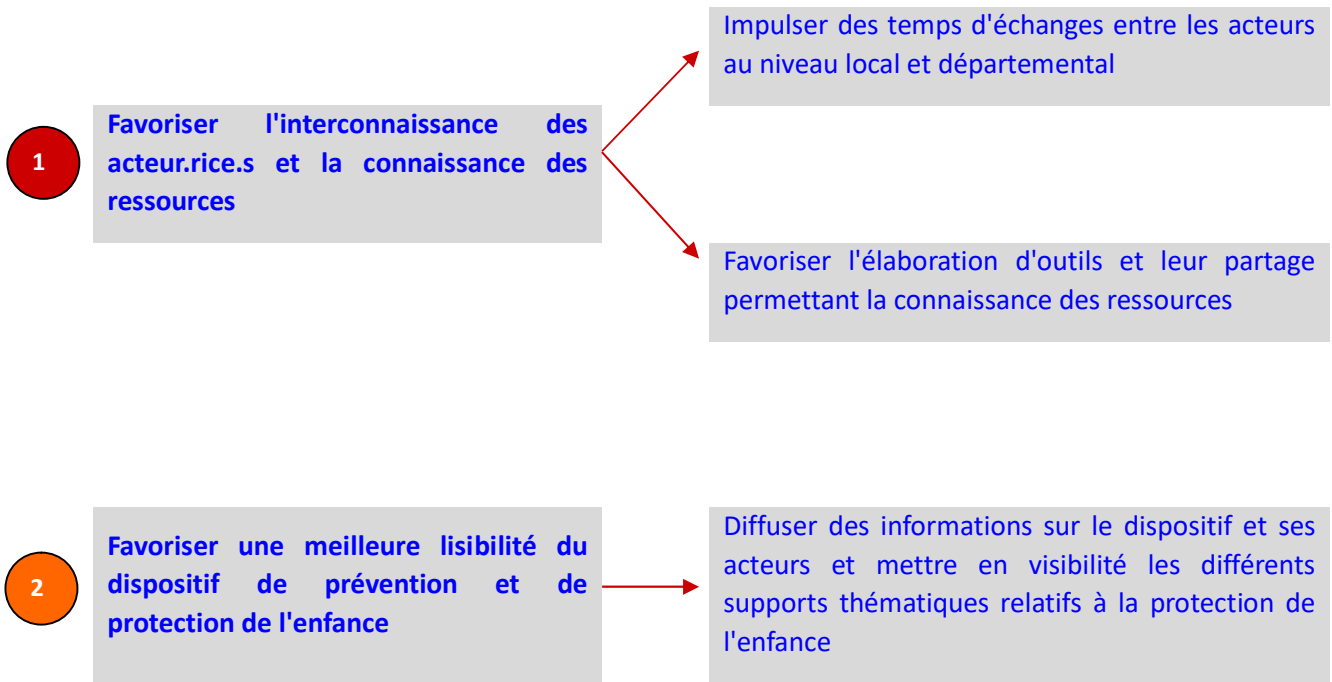 Impulser des temps d'échanges entre les acteurs
au niveau local et départemental
1
Favoriser l'interconnaissance des
acteur.rice.s et la connaissance des
ressources
Favoriser l'élaboration d'outils et leur partage
permettant la connaissance des ressources
2
Favoriser une meilleure lisibilité du
dispositif de prévention et de
protection de l'enfance
Diffuser des informations sur le dispositif et ses
acteurs et mettre en visibilité les différents
supports thématiques relatifs à la protection de
l'enfance